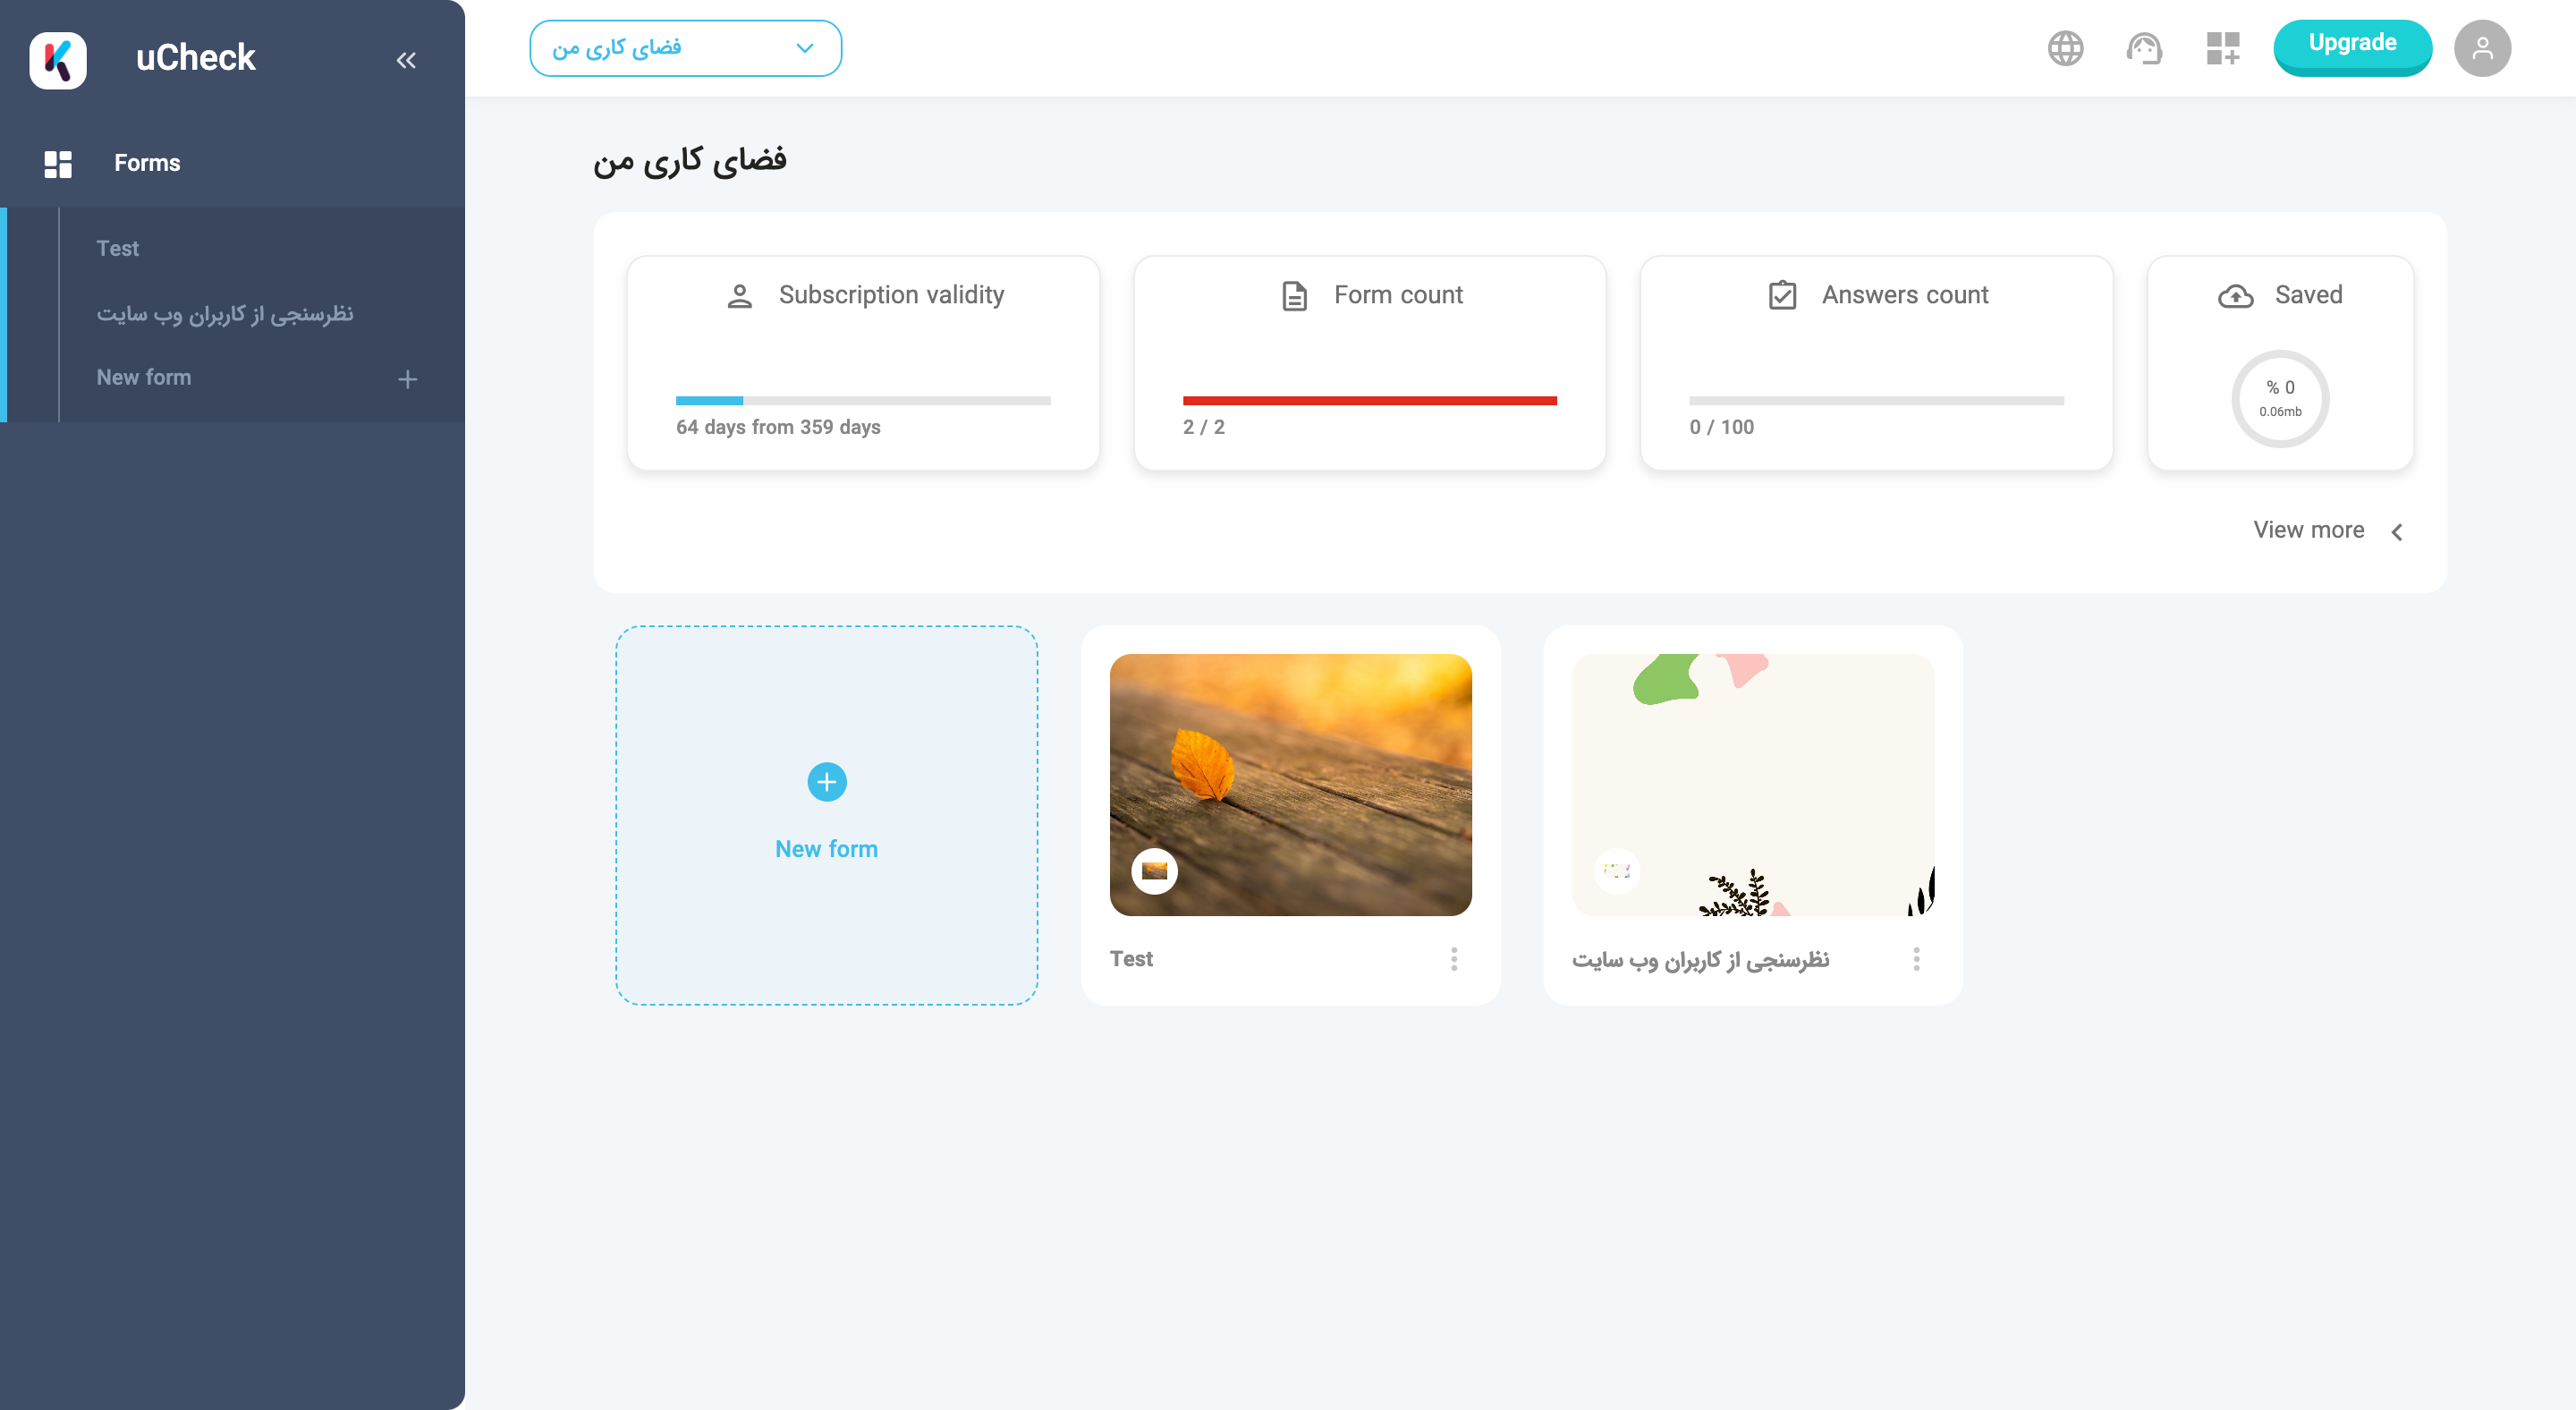 uCheck
Forms
Test
نظرسنجی از کاربران وب سایت
New form
فضای کاری من
Upgrade
فضای کاری من
Subscription validity
64 days from 359 days
Form count
2 / 2
Answers count
0 / 100
Saved
% 0
0.06mb
View more
New form
Test
نظرسنجی از کاربران وب سایت